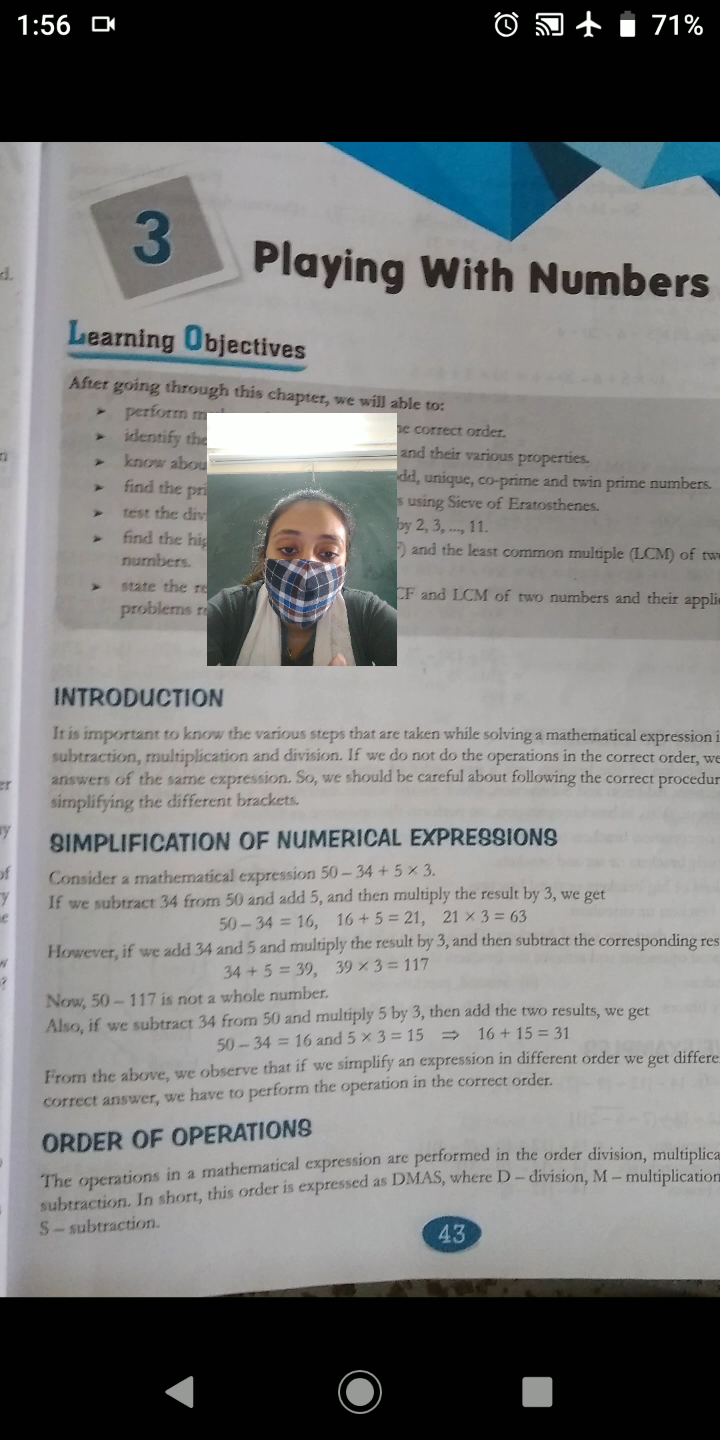 1:56
71%
d.
3
Playing With Numbers
Learning Objectives
After going through this chapter, we will able to:
➤ perform correct order.
➤ identify the and their various properties.
➤ know unique, co-prime and twin prime numbers.
➤ find the using Sieve of Eratosthenes.
➤ test the by 2, 3, ..., 11.
➤ find the and the least common multiple (LCM) of
numbers.
➤ state the and LCM of two numbers and their
problems
INTRODUCTION
It is important to know the various steps that are taken while solving a mathematical expression
subtraction, multiplication and division. If we do not do the operations in the correct order, we
answers of the same expression. So, we should be careful about following the correct
simplifying the different brackets.
SIMPLIFICATION OF NUMERICAL EXPRESSIONS
Consider a mathematical expression 50 – 34 + 5 × 3.
If we subtract 34 from 50 and add 5, and then multiply the result by 3, we get
50 – 34 = 16, 16 + 5 = 21, 21 × 3 = 63
However, if we add 34 and 5 and multiply the result by 3, and then subtract the corresponding
34 + 5 = 39, 39 × 3 = 117
Now, 50 – 117 is not a whole number.
Also, if we subtract 34 from 50 and multiply 5 by 3, then add the two results, we get
50 – 34 = 16 and 5 × 3 = 15 ⇒ 16 + 15 = 31
From the above, we observe that if we simplify an expression in different order we get
correct answer, we have to perform the operation in the correct order.
ORDER OF OPERATIONS
The operations in a mathematical expression are performed in the order division,
subtraction. In short, this order is expressed as DMAS, where D – division, M – multiplication
S – subtraction.
43